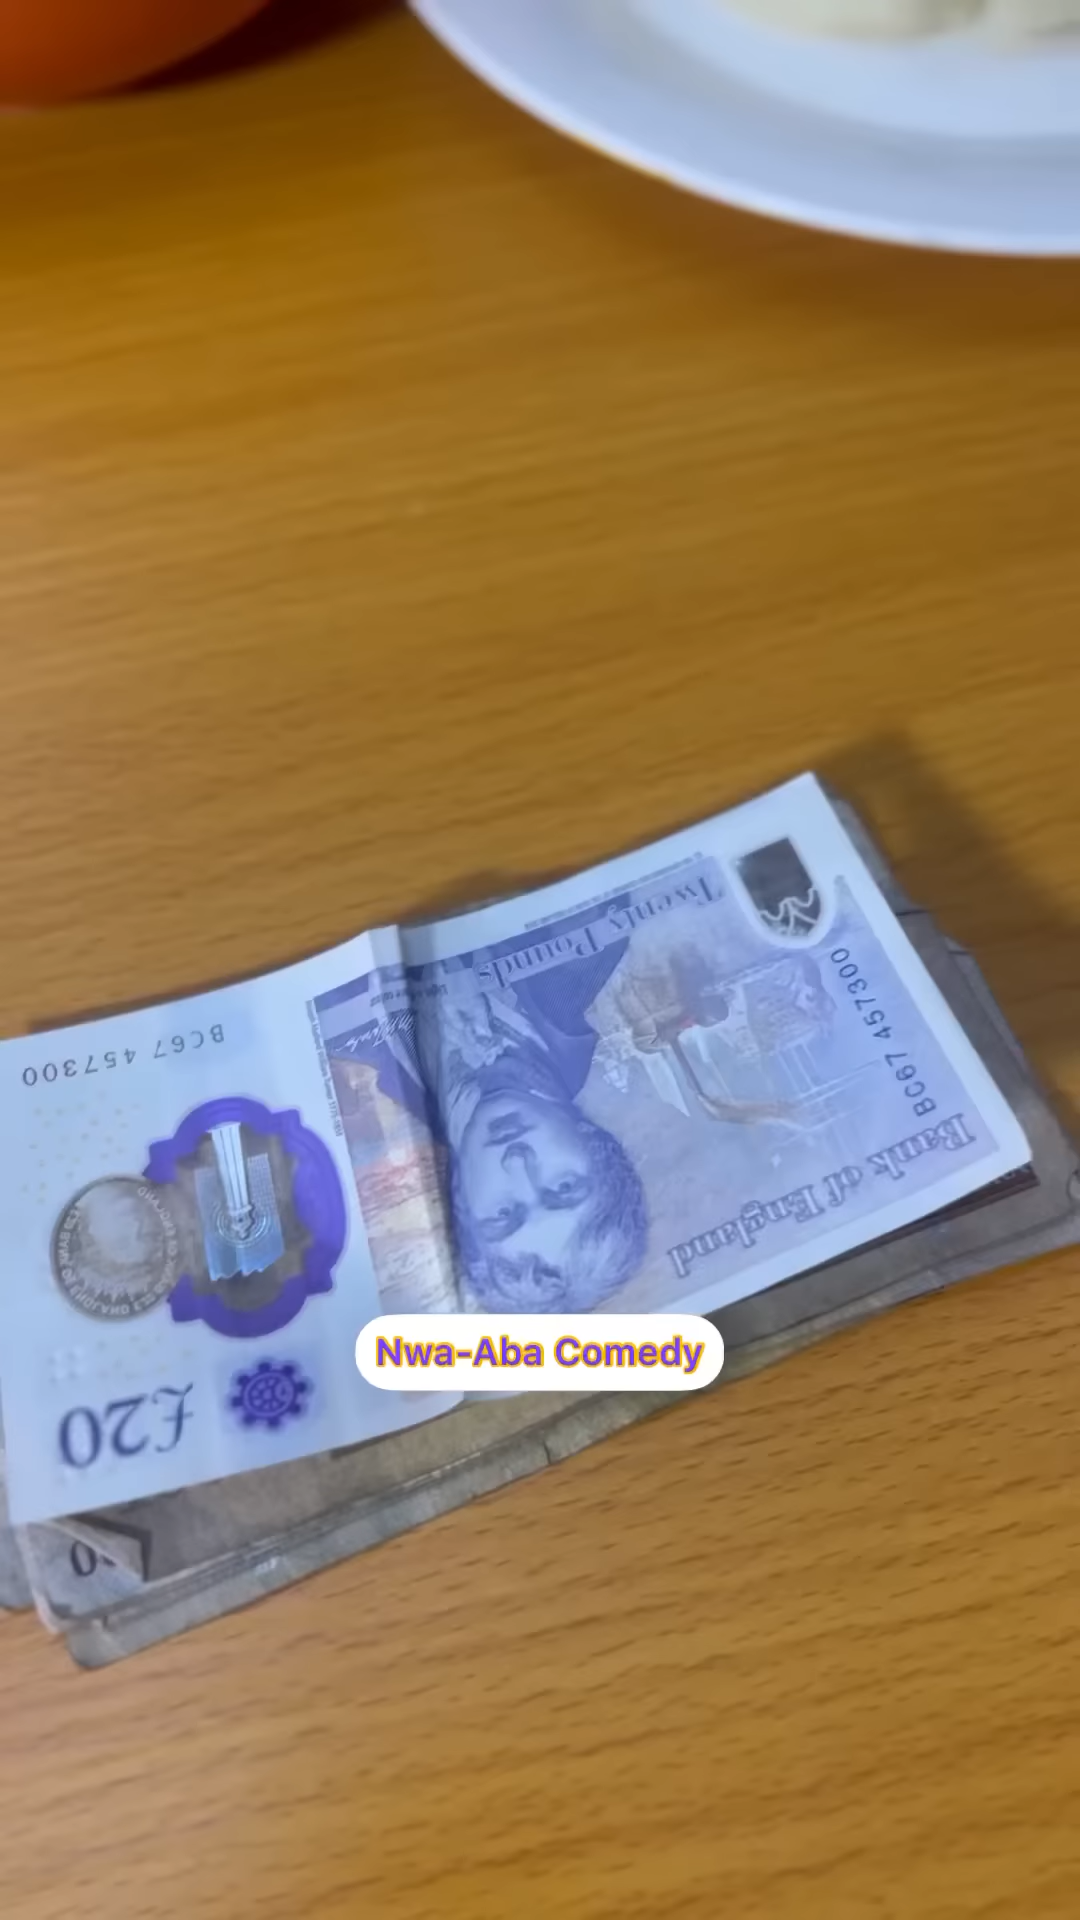 Twenty Pounds
BC67 457300
BC67 457300
Bank of England
Nwa-Aba Comedy
£20